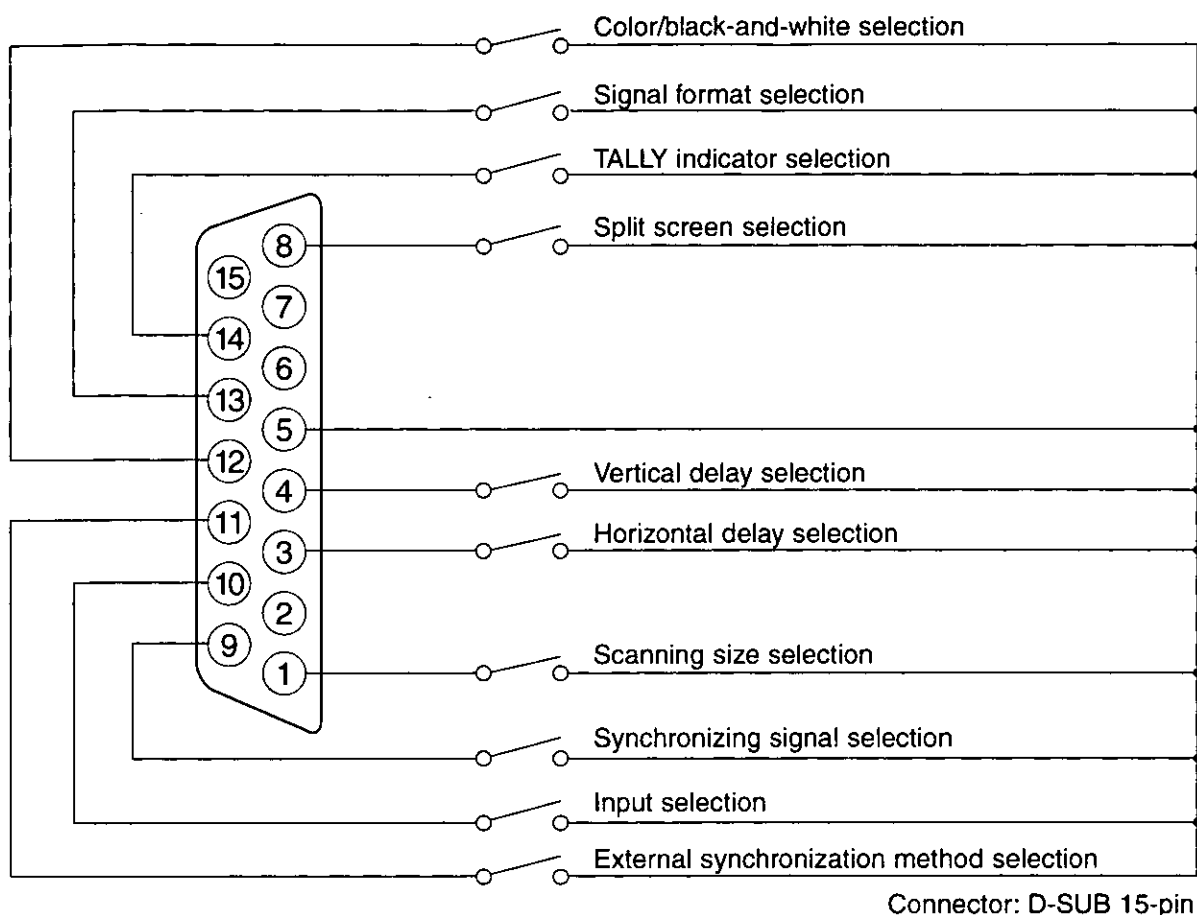 Color/black-and-white selection
Signal format selection
TALLY indicator selection
Split screen selection
8
15
7
14
6
13
5
12
4
Vertical delay selection
11
3
Horizontal delay selection
10
2
9
1
Scanning size selection
Synchronizing signal selection
Input selection
External synchronization method selection
Connector: D-SUB 15-pin